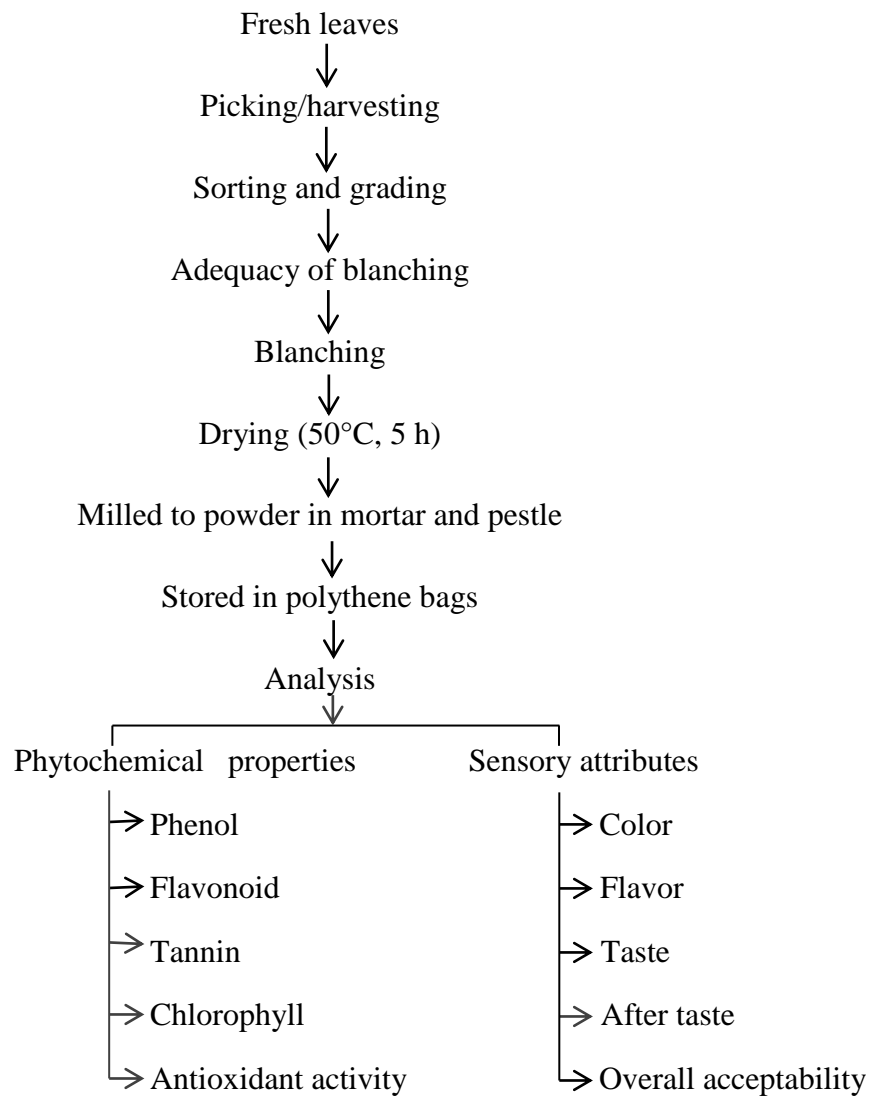 Fresh leaves
Picking/harvesting
Sorting and grading
Adequacy of blanching
Blanching
Drying (50°C, 5 h)
Milled to powder in mortar and pestle
Stored in polythene bags
Analysis
Phytochemical properties
Phenol
Flavonoid
Tannin
Chlorophyll
Antioxidant activity
Sensory attributes
Color
Flavor
Taste
After taste
Overall acceptability